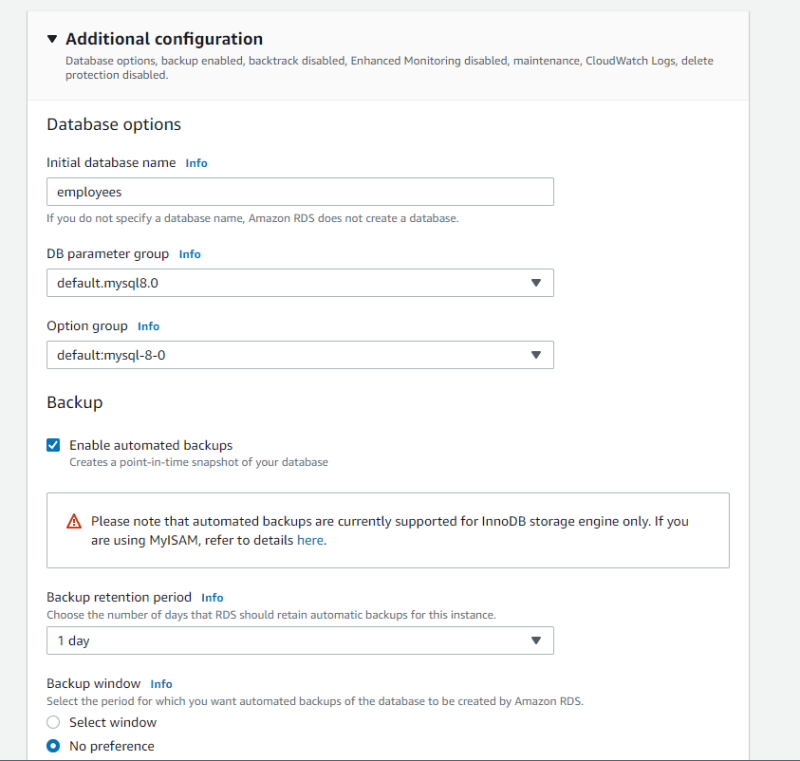 Additional configuration
Database options, backup enabled, backtrack disabled, Enhanced Monitoring disabled, maintenance, CloudWatch Logs, delete
protection disabled.
Database options
Initial database name Info
employees
If you do not specify a database name, Amazon RDS does not create a database.
DB parameter group Info
default.mysql8.0
Option group Info
default:mysql-8-0
Backup
Enable automated backups
Creates a point-in-time snapshot of your database
Please note that automated backups are currently supported for InnoDB storage engine only. If you
are using MyISAM, refer to details here.
Backup retention period Info
Choose the number of days that RDS should retain automatic backups for this instance.
1 day
Backup window Info
Select the period for which you want automated backups of the database to be created by Amazon RDS.
Select window
No preference